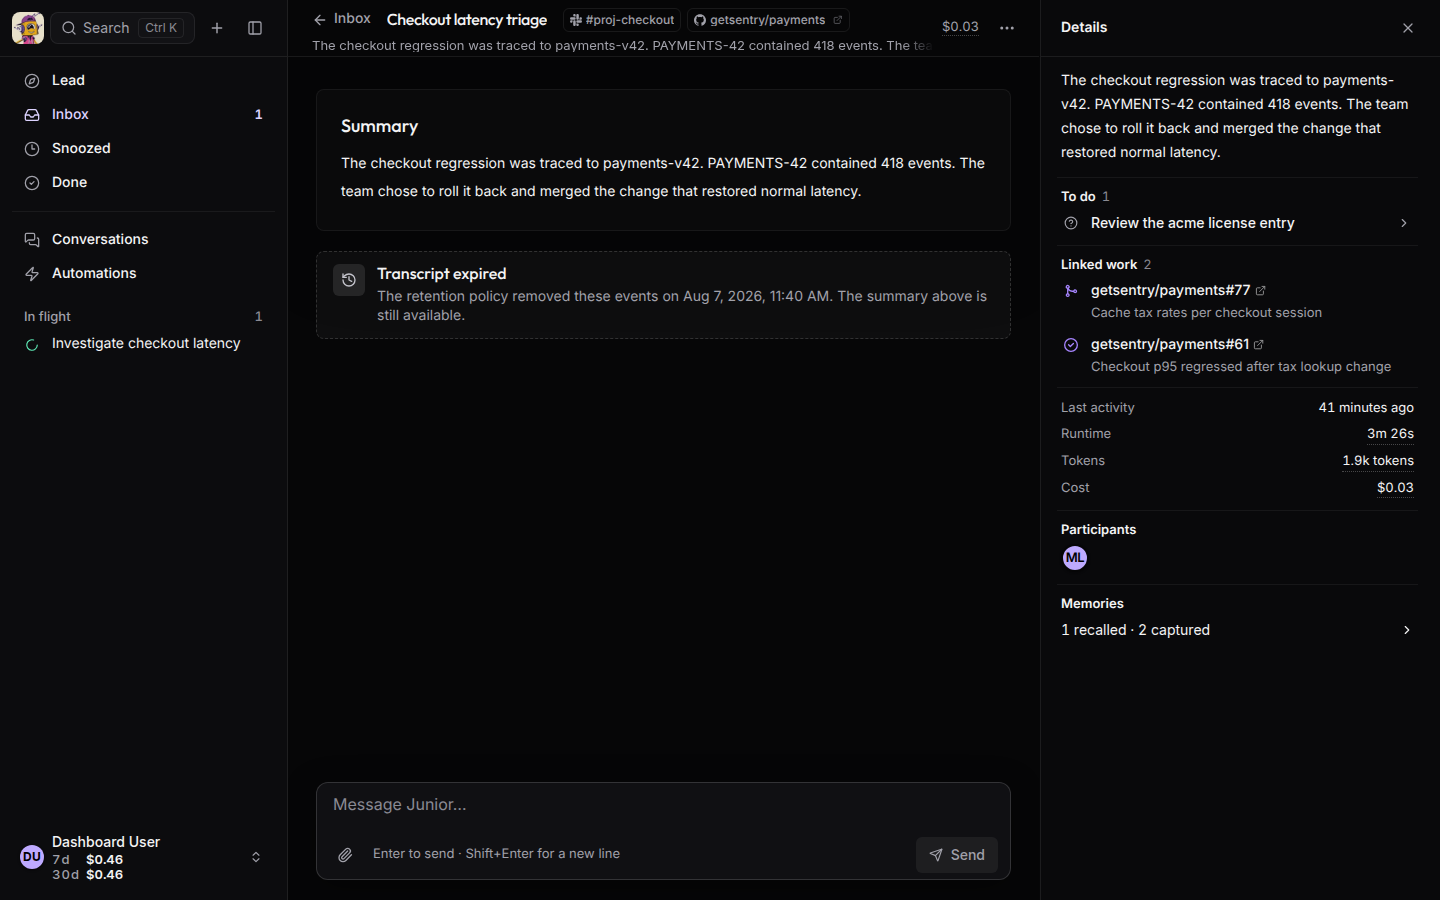 Search Ctrl K
Lead
Inbox 1
Snoozed
Done
Conversations
Automations
In flight 1
Investigate checkout latency
DU
Dashboard User
7d $0.46
30d $0.46
Inbox Checkout latency triage #proj-checkout getsentry/payments
The checkout regression was traced to payments-v42. PAYMENTS-42 contained 418 events. The tea
$0.03
Summary
The checkout regression was traced to payments-v42. PAYMENTS-42 contained 418 events. The
team chose to roll it back and merged the change that restored normal latency.
Transcript expired
The retention policy removed these events on Aug 7, 2026, 11:40 AM. The summary above is
still available.
Message Junior...
Enter to send · Shift+Enter for a new line
Send
Details
The checkout regression was traced to payments-
v42. PAYMENTS-42 contained 418 events. The team
chose to roll it back and merged the change that
restored normal latency.
To do 1
Review the acme license entry
Linked work 2
getsentry/payments#77
Cache tax rates per checkout session
getsentry/payments#61
Checkout p95 regressed after tax lookup change
Last activity 41 minutes ago
Runtime 3m 26s
Tokens 1.9k tokens
Cost $0.03
Participants
ML
Memories
1 recalled · 2 captured